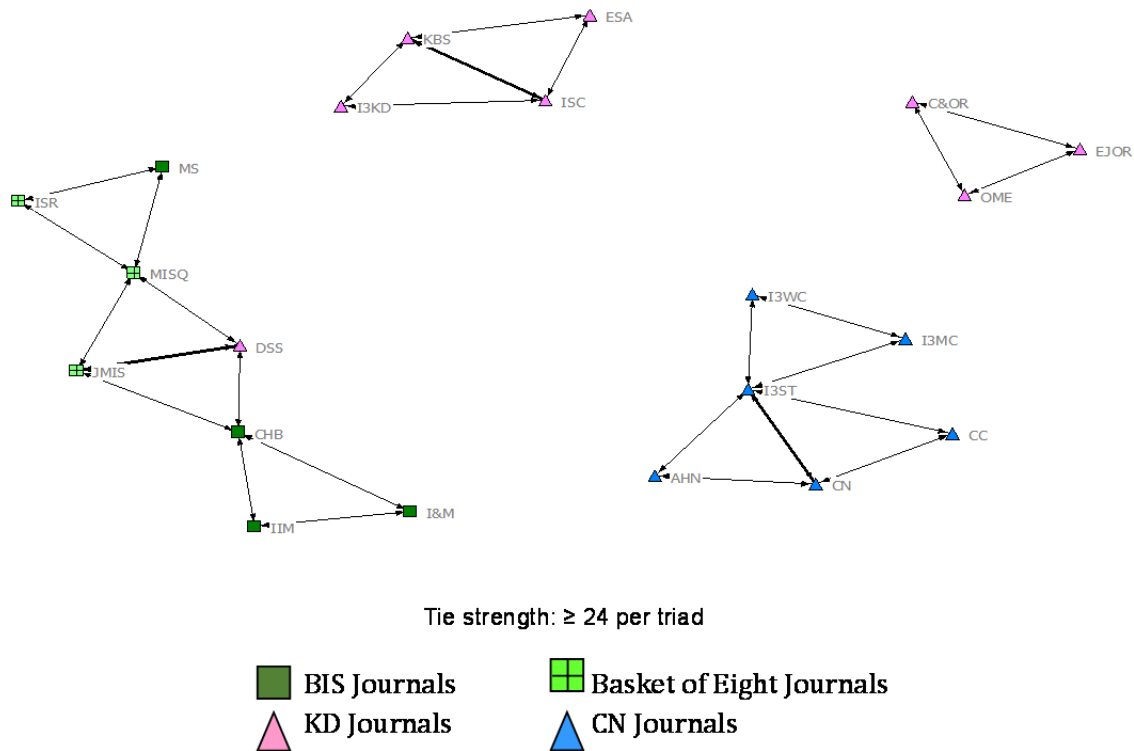 ESA
KBS
I3KD
ISC
C&OR
EJOR
OME
MS
ISR
MISQ
DSS
JMIS
CHB
IIM
I&M
I3WC
I3MC
I3ST
CC
AHN
CN
Tie strength: ≥ 24 per triad
BIS Journals
Basket of Eight Journals
KD Journals
CN Journals